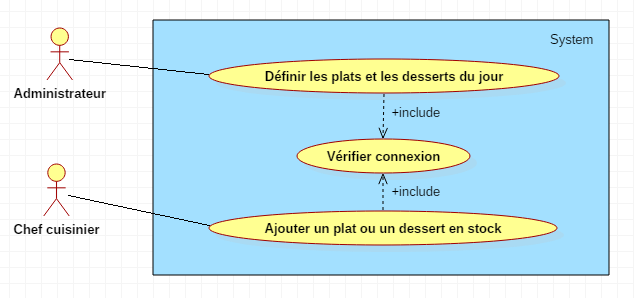 System
Définir les plats et les desserts du jour
Administrateur
+include
Vérifier connexion
+include
Ajouter un plat ou un dessert en stock
Chef cuisinier